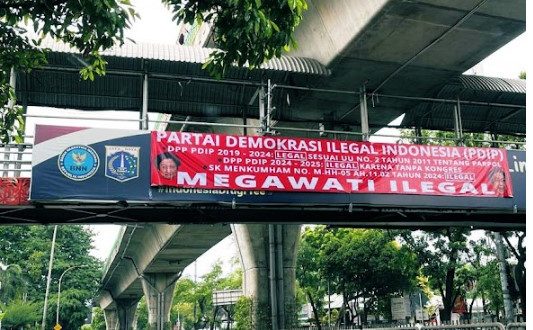 PARTAI DEMOKRASI ILEGAL INDONESIA (PDIP)
DPP PDIP 2019 - 2024: LEGAL SESUAI UU NO. 2 TAHUN 2011 TENTANG PARPOL
*DPP PDIP 2024 - 2025: ILEGAL KARENA TANPA KONGRES
SK MENKUMHAM NO. M.HH-05 AH.11.02 TAHUN 2024: ILEGAL
MEGAWATI ILEGAL
BNN
#IndonesiaDrugFree